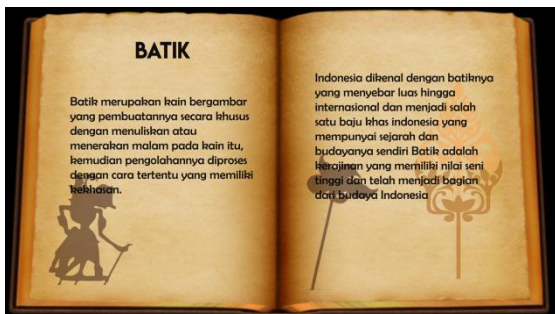 BATIK
Batik merupakan kain bergambar
yang pembuatannya secara khusus
dengan menuliskan atau
menerakan malam pada kain itu,
kemudian pengolahannya diproses
dengan cara tertentu yang memiliki
kekhasan.
Indonesia dikenal dengan batiknya
yang menyebar luas hingga
internasional dan menjadi salah
satu baju khas indonesia yang
mempunyai sejarah dan
budayanya sendiri Batik adalah
kerajinan yang memiliki nilai seni
tinggi dan telah menjadi bagian
dari budaya Indonesia